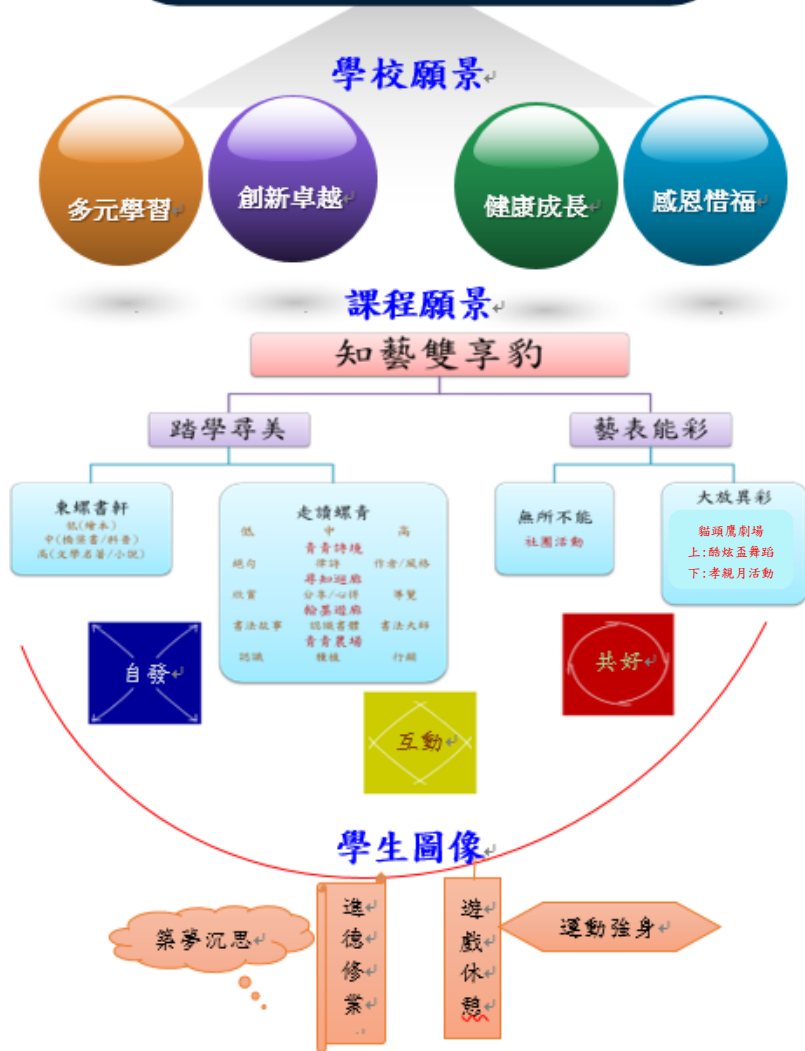 學校願景
多元學習
創新卓越
健康成長
感恩惜福
課程願景
知藝雙享豹
踏學尋美
藝表能彩
東螺書軒
低(繪本)
中(橋梁書/科普)
高(文學名著/小說)
走讀螺青
低 中 高
青青詩境
絕句 律詩 作者/風格
尋知迴廊
欣賞 分享/心得 導覽
翰墨迴廊
書法故事 認識書體 書法大師
青青農場
認識 種植 行銷
無所不能
社團活動
大放異彩
貓頭鷹劇場
上:酷炫盃舞蹈
下:孝親月活動
自發
互動
共好
學生圖像
築夢沉思
進德修業
遊戲休憩
運動強身